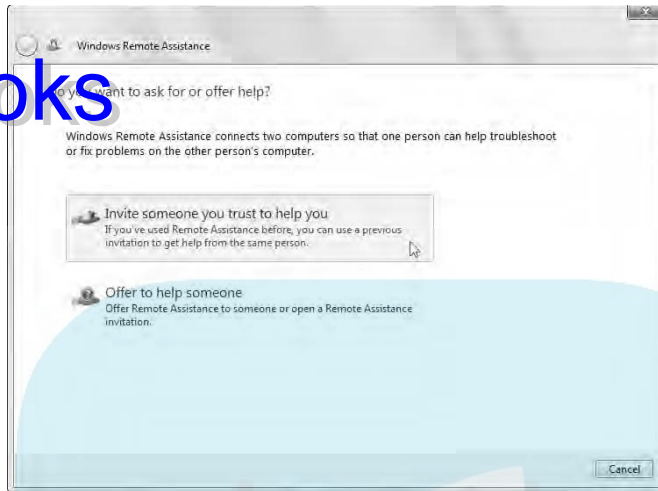 Windows Remote Assistance
oks
you want to ask for or offer help?
Windows Remote Assistance connects two computers so that one person can help troubleshoot
or fix problems on the other person's computer.
Invite someone you trust to help you
If you've used Remote Assistance before, you can use a previous
invitation to get help from the same person.
Offer to help someone
Offer Remote Assistance to someone or open a Remote Assistance
invitation.
Cancel